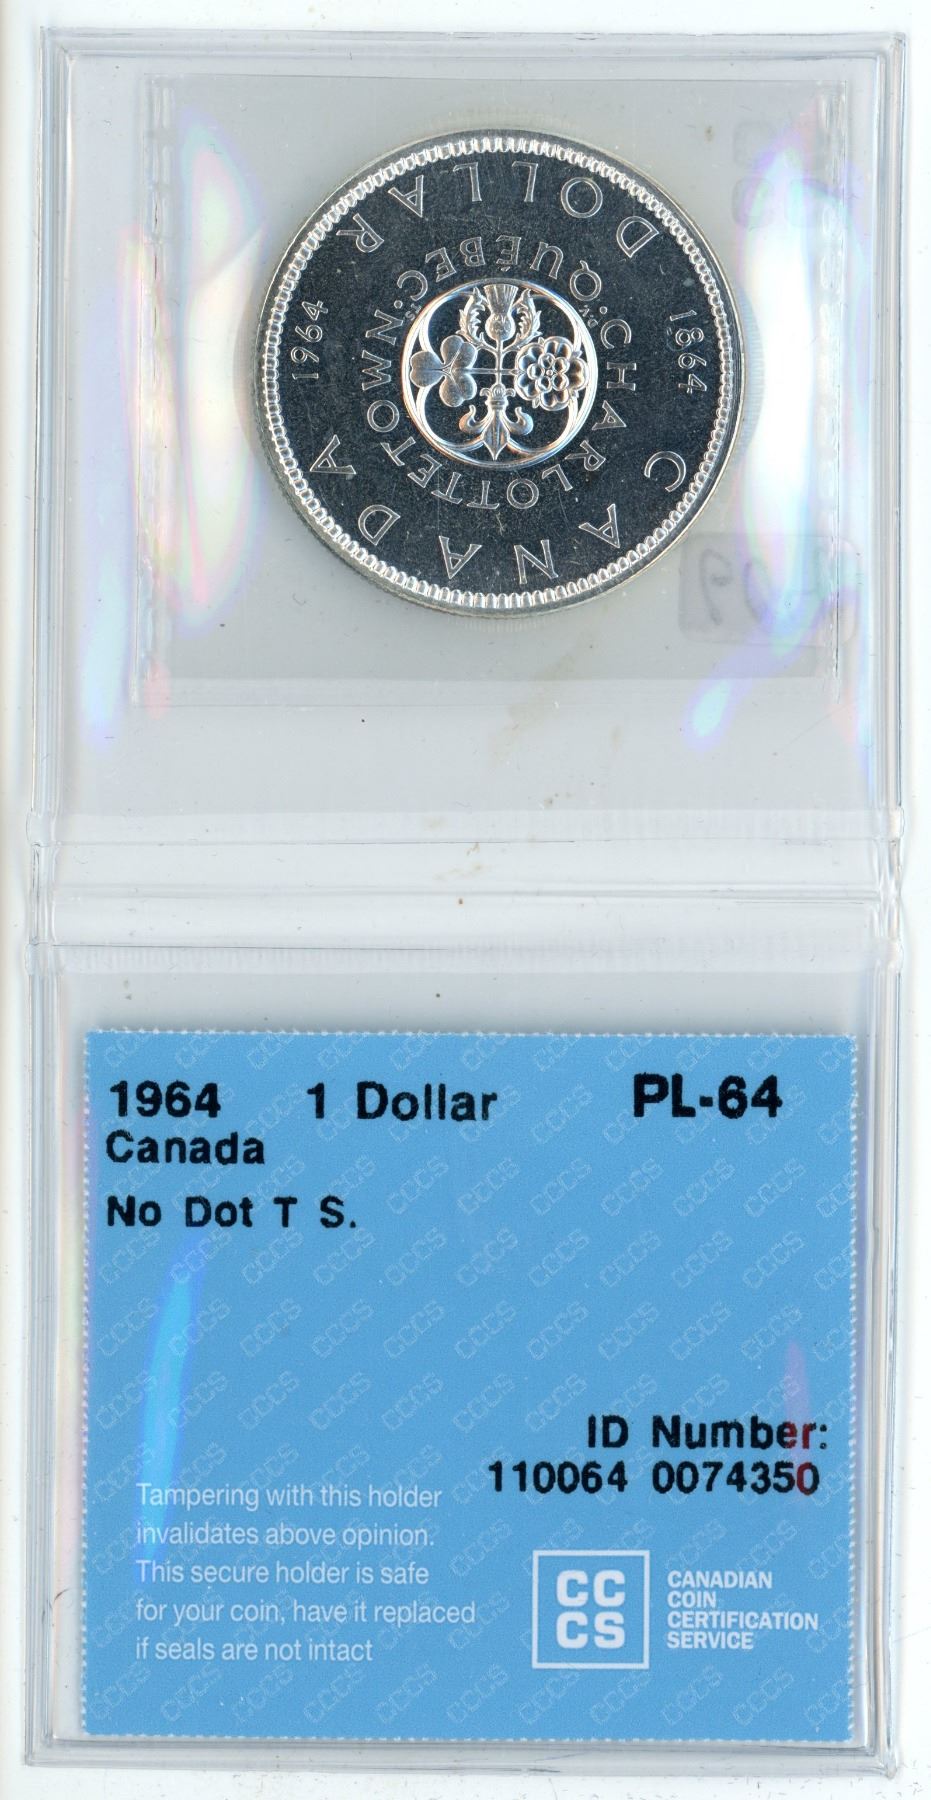 CANADA DOLLAR
1864
1964
QUÉBEC · CHARLOTTETOWN ·
D.V.
TS
1964 1 Dollar PL-64
Canada
No Dot T S.
ID Number:
110064 0074350
Tampering with this holder
invalidates above opinion.
This secure holder is safe
for your coin, have it replaced
if seals are not intact
CC
CS
CANADIAN
COIN
CERTIFICATION
SERVICE